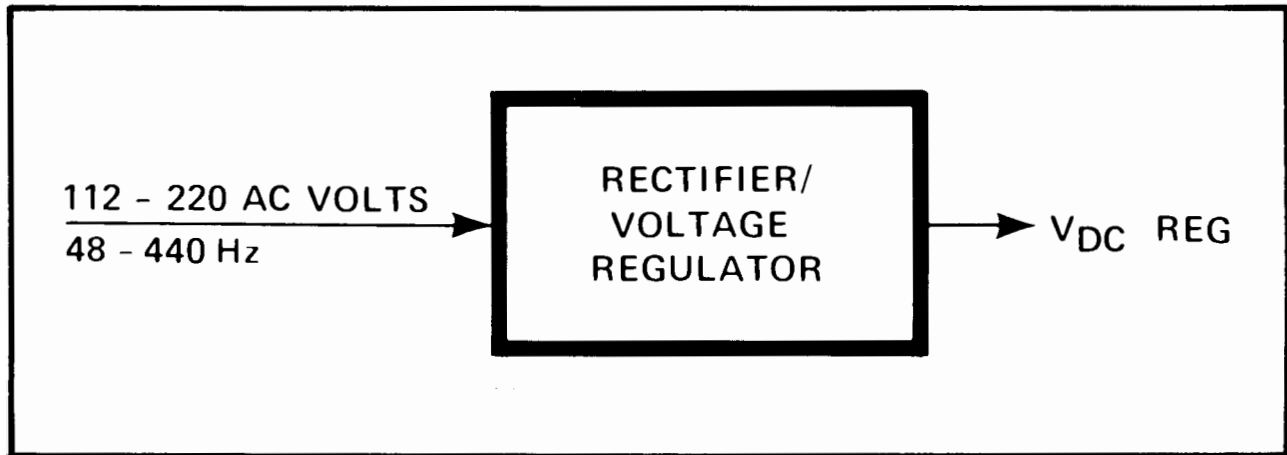 112 - 220 AC VOLTS
48 - 440 Hz
RECTIFIER/
VOLTAGE
REGULATOR
VDC REG